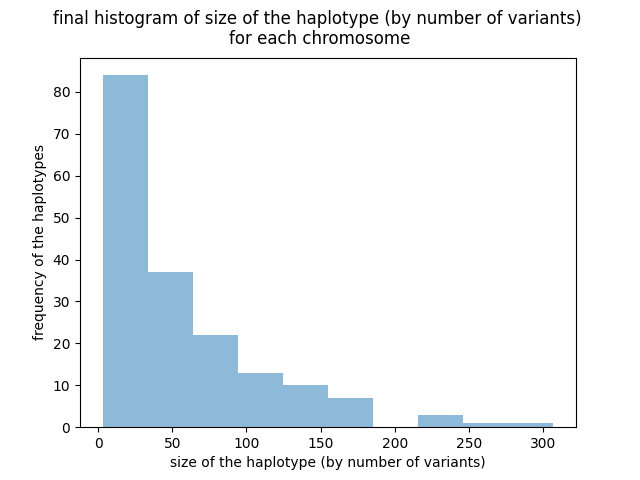 final histogram of size of the haplotype (by number of variants)
for each chromosome
80
70
60
50
40
30
20
10
0
frequency of the haplotypes
0 50 100 150 200 250 300
size of the haplotype (by number of variants)